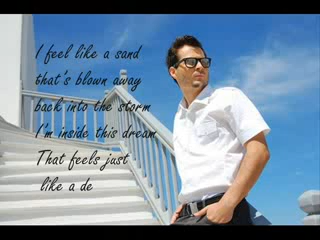 I feel like a sand
that's blown away
back into the storm
I'm inside this dream
That feels just
like a de